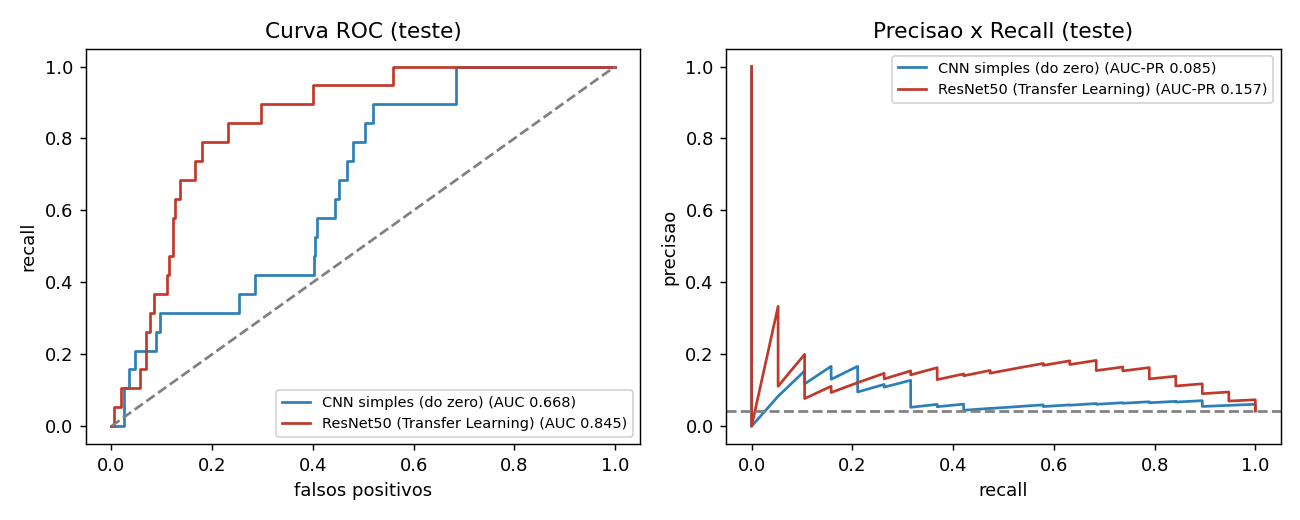 Curva ROC (teste)
1.0
0.8
0.6
0.4
0.2
0.0
recall
0.0 0.2 0.4 0.6 0.8 1.0
falsos positivos
CNN simples (do zero) (AUC 0.668)
ResNet50 (Transfer Learning) (AUC 0.845)
Precisao x Recall (teste)
1.0
0.8
0.6
0.4
0.2
0.0
precisao
0.0 0.2 0.4 0.6 0.8 1.0
recall
CNN simples (do zero) (AUC-PR 0.085)
ResNet50 (Transfer Learning) (AUC-PR 0.157)